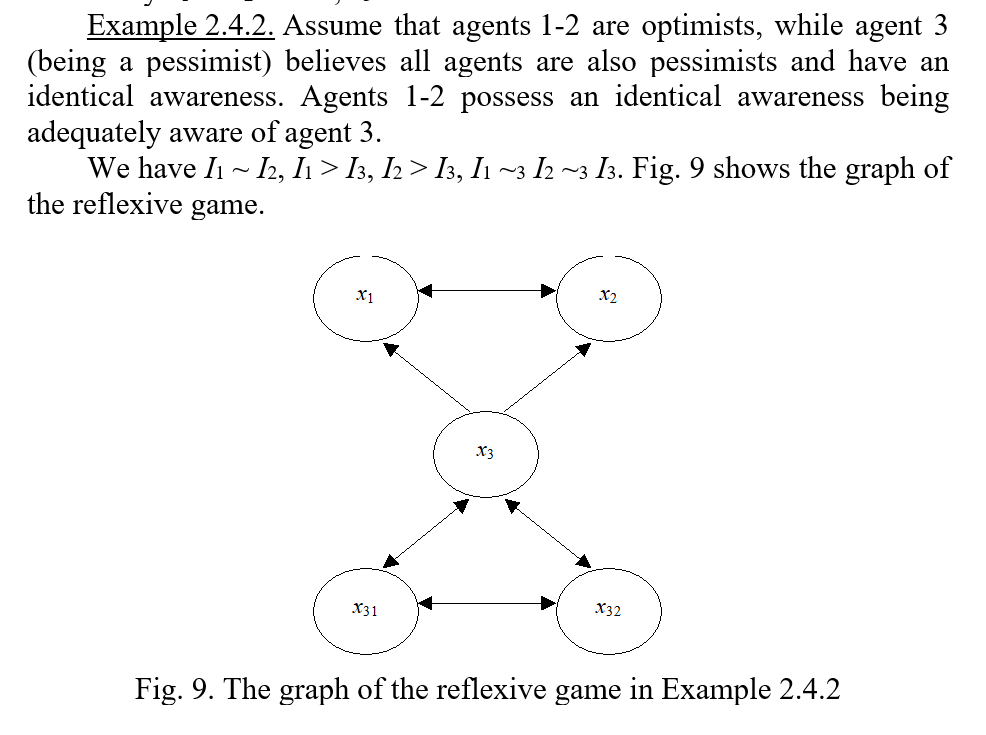 Example 2.4.2. Assume that agents 1-2 are optimists, while agent 3
(being a pessimist) believes all agents are also pessimists and have an
identical awareness. Agents 1-2 possess an identical awareness being
adequately aware of agent 3.
We have I1 ~ I2, I1 > I3, I2 > I3, I1 ~3 I2 ~3 I3. Fig. 9 shows the graph of
the reflexive game.
x1
x2
x3
x31
x32
Fig. 9. The graph of the reflexive game in Example 2.4.2